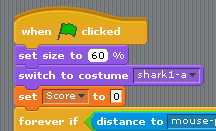 when clicked
set size to 60 %
switch to costume shark1-a
set Score to 0
forever if distance to mouse-p